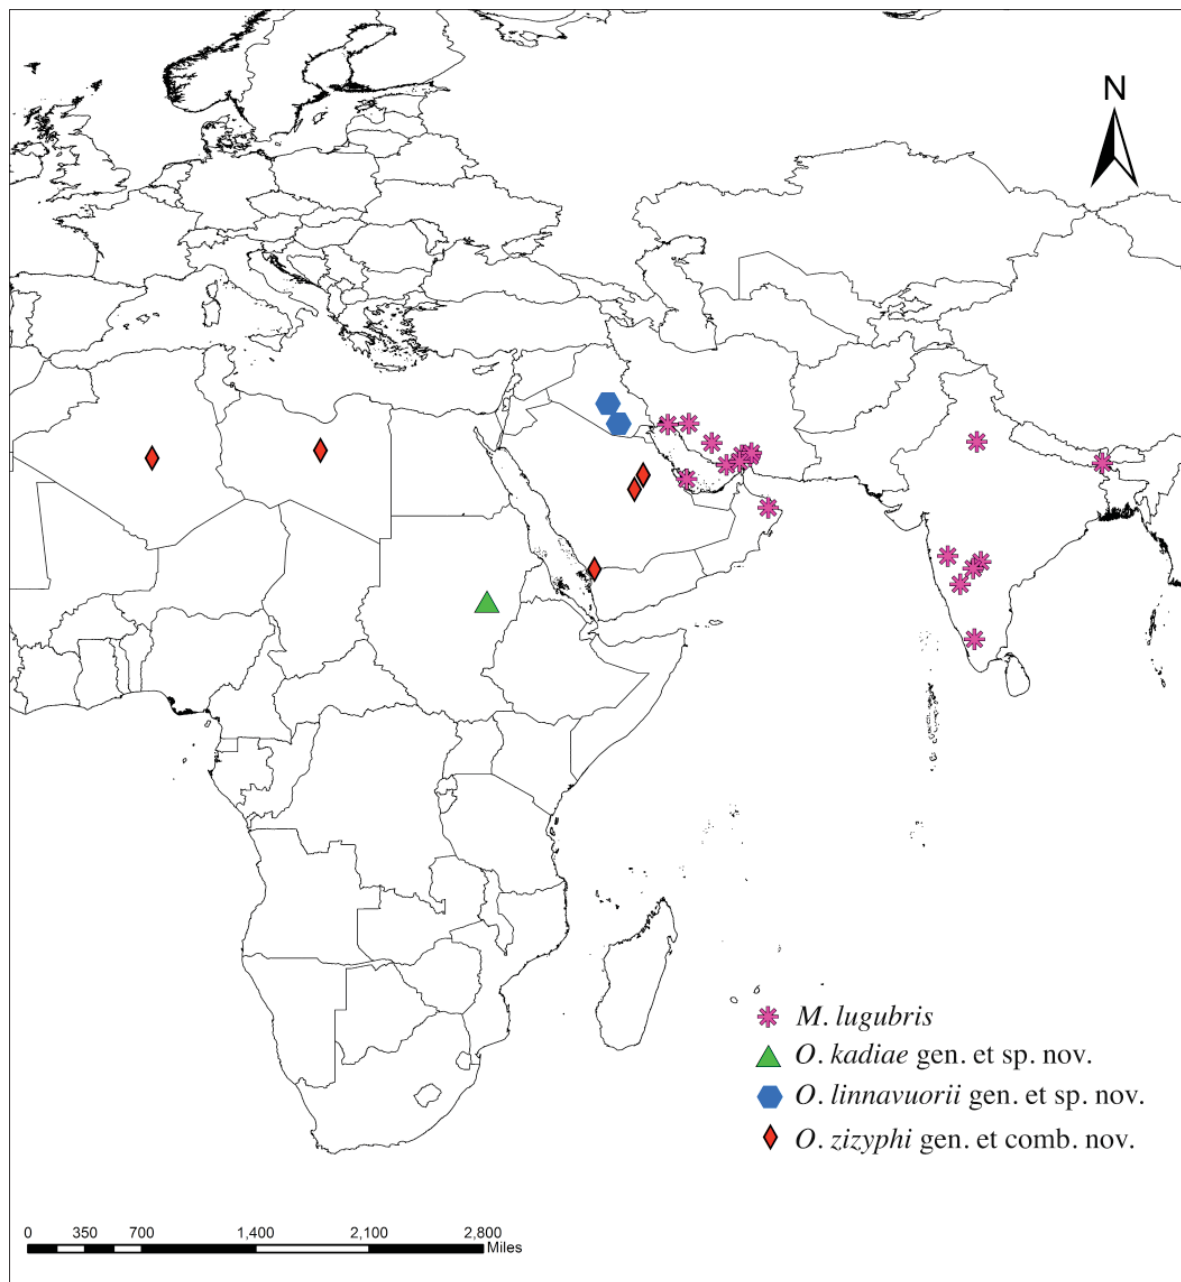 N
M. lugubris
O. kadiae gen. et sp. nov.
O. linnavuorii gen. et sp. nov.
O. zizyphi gen. et comb. nov.
0 350 700 1,400 2,100 2,800
Miles